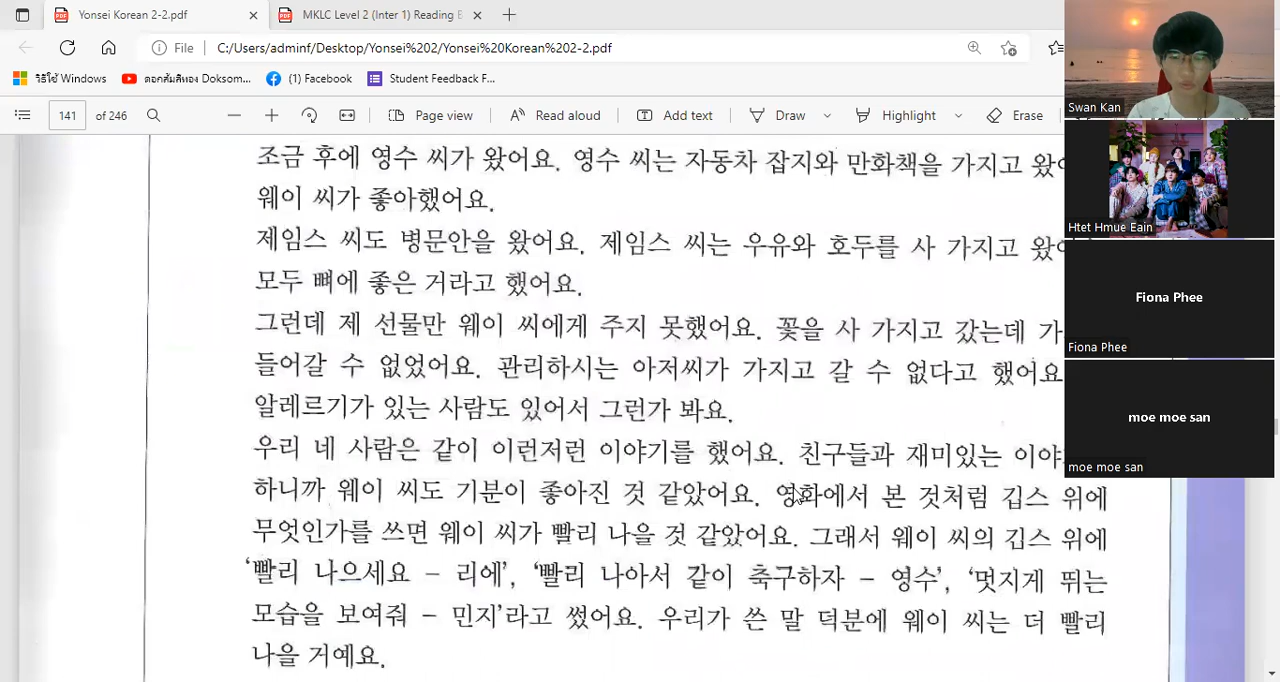 Yonsei Korean 2-2.pdf
MKLC Level 2 (Inter 1) Reading
File
C:/Users/adminf/Desktop/Yonsei%202/Yonsei%20Korean%202-2.pdf
วิธีใช้ Windows
ดอกส้มสีทอง Doksom...
(1) Facebook
Student Feedback F...
141 of 246
Page view
Read aloud
Add text
Draw
Highlight
Erase
조금 후에 영수 씨가 왔어요. 영수 씨는 자동차 잡지와 만화책을 가지고
웨이 씨가 좋아했어요.
제임스 씨도 병문안을 왔어요. 제임스 씨는 우유와 호두를 사 가지고
모두 뼈에 좋은 거라고 했어요.
그런데 제 선물만 웨이 씨에게 주지 못했어요. 꽃을 사 가지고 갔는데 가
들어갈 수 없었어요. 관리하시는 아저씨가 가지고 갈 수 없다고 했어요
알레르기가 있는 사람도 있어서 그런가 봐요.
우리 네 사람은 같이 이런저런 이야기를 했어요. 친구들과 재미있는
하니까 웨이 씨도 기분이 좋아진 것 같았어요. 영화에서 본 것처럼 깁스 위에
무엇인가를 쓰면 웨이 씨가 빨리 나을 것 같았어요. 그래서 웨이 씨의 깁스 위에
‘빨리 나으세요 – 리에’, ‘빨리 나아서 같이 축구하자 – 영수’, ‘멋지게 뛰는
모습을 보여줘 – 민지’라고 썼어요. 우리가 쓴 말 덕분에 웨이 씨는 더 빨리
나을 거예요.
Swan Kan
Htet Hmue Eain
Fiona Phee
Fiona Phee
moe moe san
moe moe san